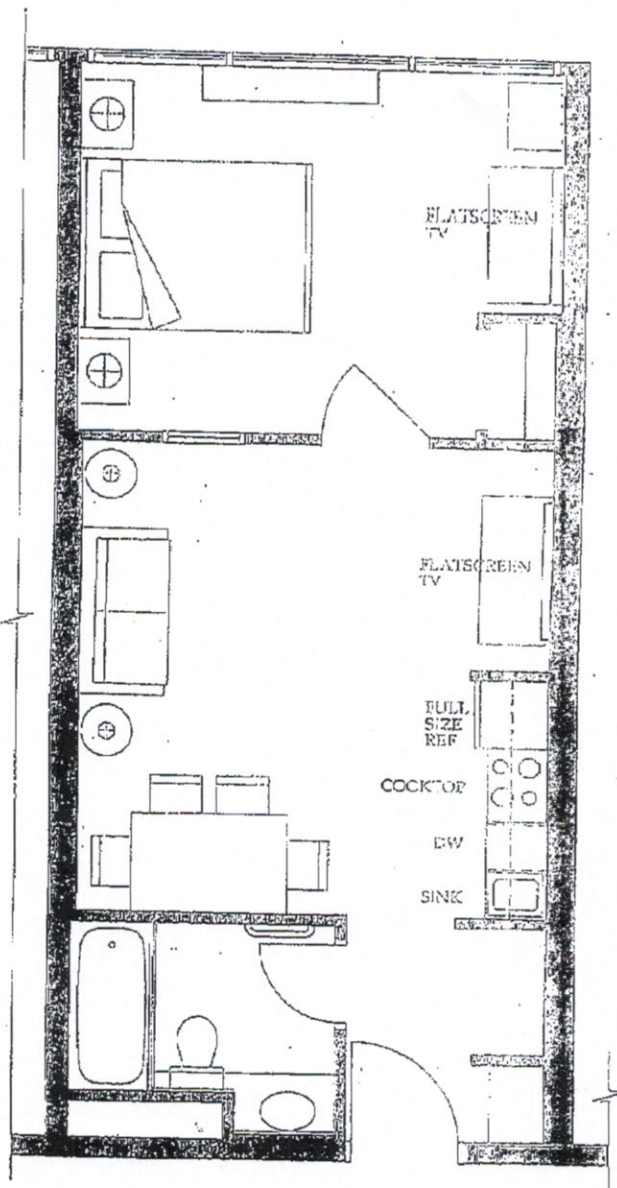 FLATSCREEN
TV
FLATSCREEN
TV
FULL
SIZE
REF
COCKTOP
DW
SINK